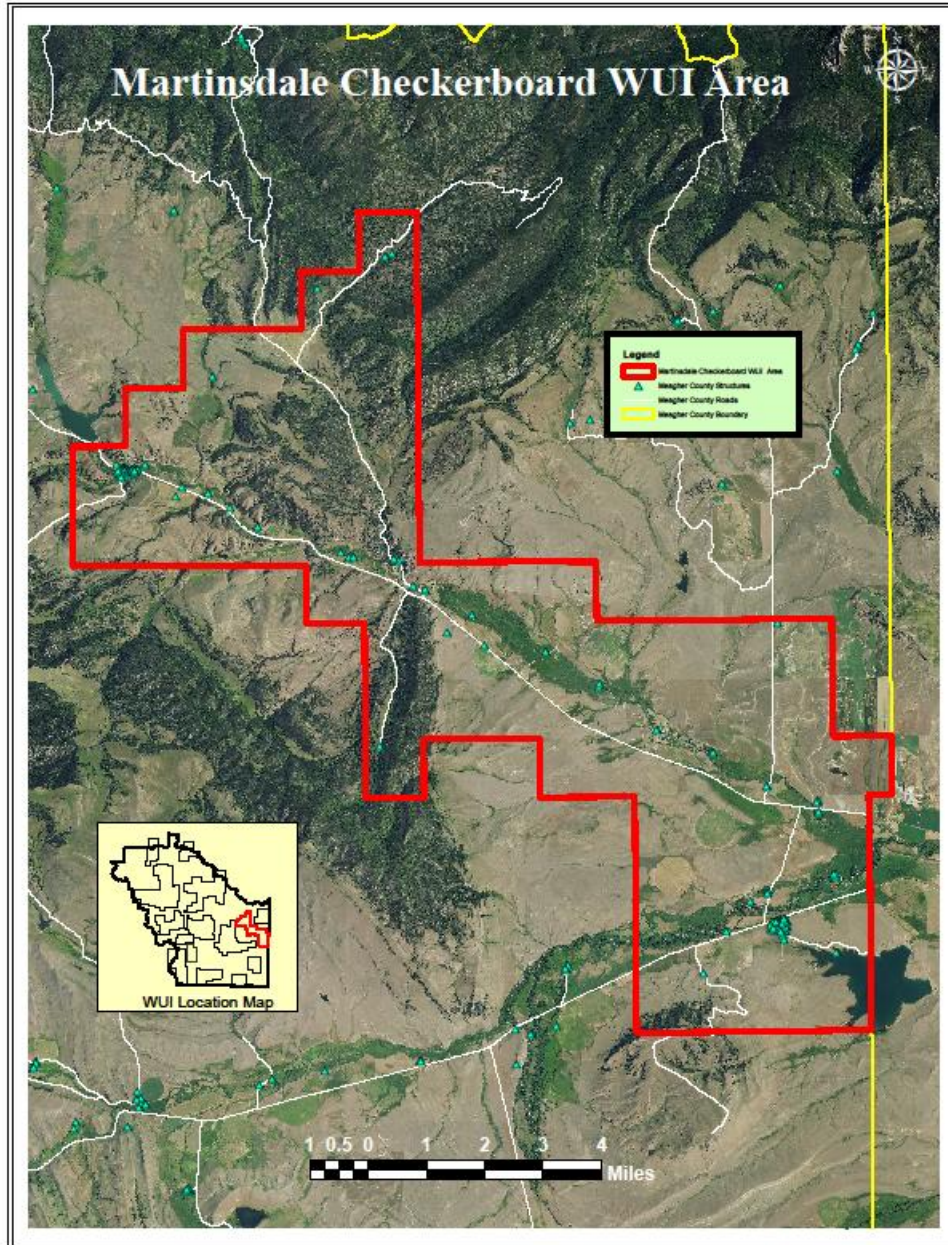 Martinsdale Checkerboard WUI Area
Legend
Martinsdale Checkerboard WUI Area
Meagher County Structures
Meagher County Roads
Meagher County Boundary
WUI Location Map
1 0.5 0 1 2 3 4
Miles